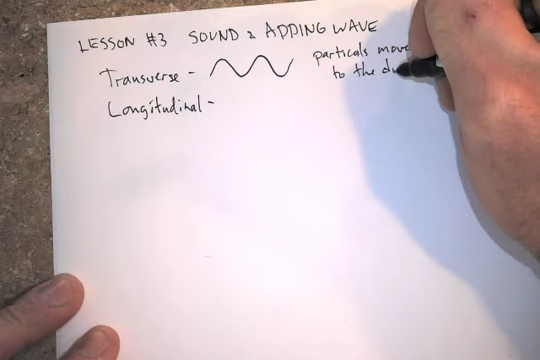 LESSON #3 SOUND & ADDING WAVE
Transverse - particals move
to the
Longitudinal -